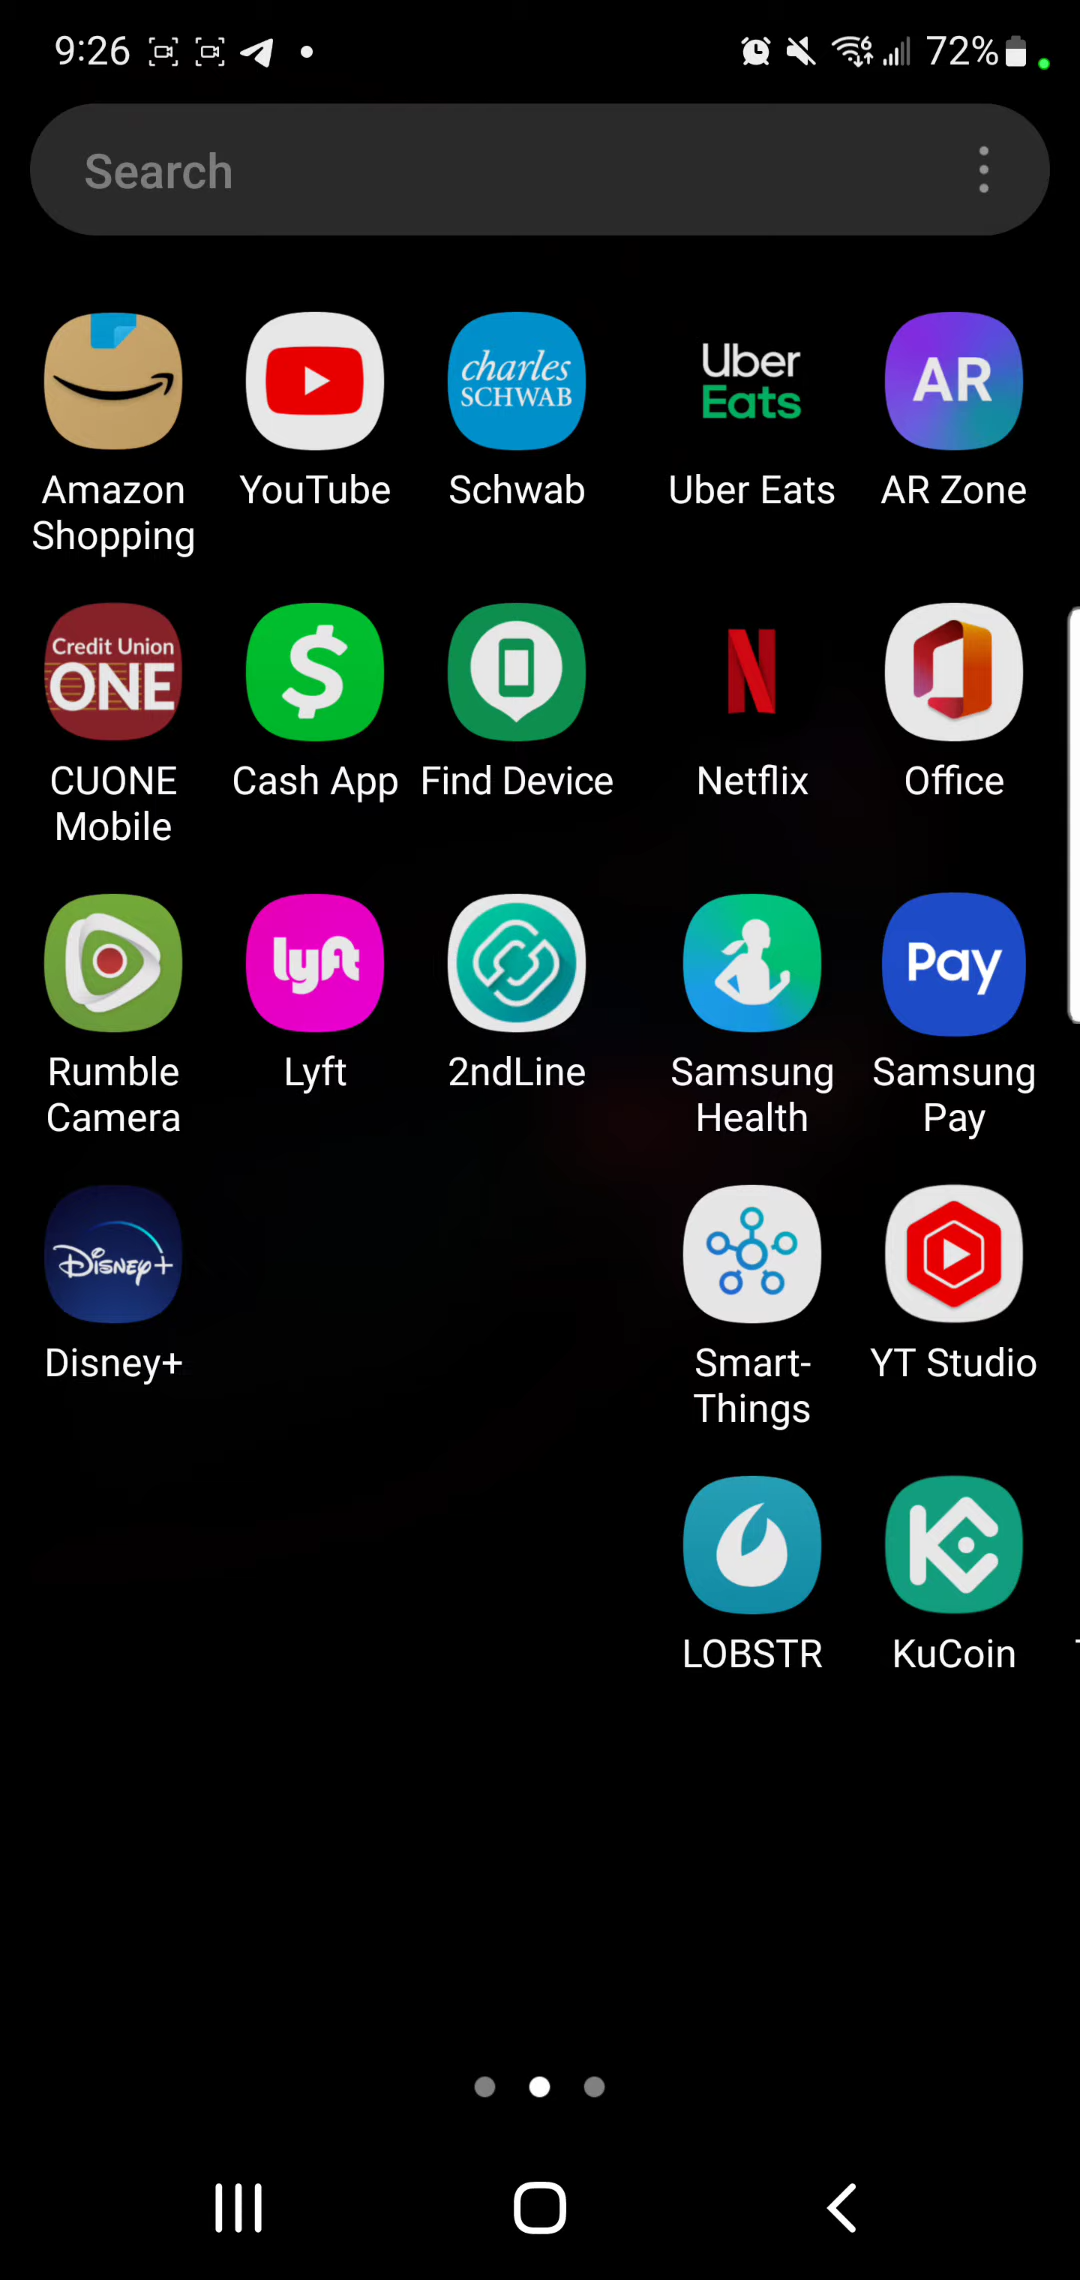 9:26
6
72%
Search
charles
SCHWAB
Uber
Eats
AR
Amazon
Shopping
YouTube
Schwab
Uber Eats
AR Zone
Credit Union
ONE
$
N
CUONE
Mobile
Cash App
Find Device
Netflix
Office
lyft
Pay
Rumble
Camera
Lyft
2ndLine
Samsung
Health
Samsung
Pay
Disney+
Disney+
Smart-
Things
YT Studio
LOBSTR
KuCoin